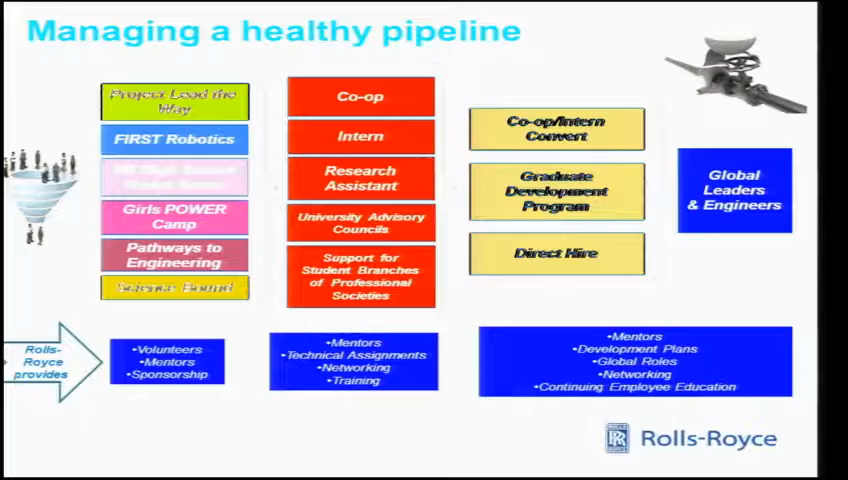 Managing a healthy pipeline
Project Lead the
Way
FIRST Robotics
Girls POWER
Camp
Pathways to
Engineering
Science Bound
Co-op
Intern
Research
Assistant
University Advisory
Councils
Support for
Student Branches
of Professional
Societies
Co-op/Intern
Convert
Graduate
Development
Program
Direct Hire
Global
Leaders
& Engineers
Rolls-
Royce
provides
•Volunteers
•Mentors
•Sponsorship
•Mentors
•Technical Assignments
•Networking
•Training
•Mentors
•Development Plans
•Global Roles
•Networking
•Continuing Employee Education
Rolls-Royce